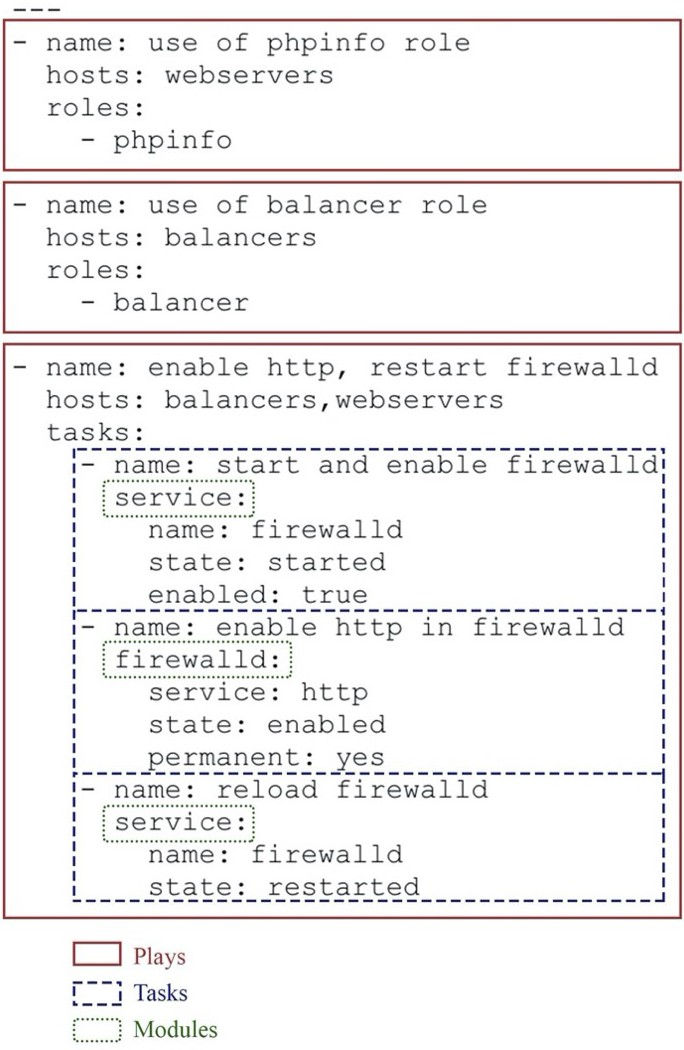 ---
- name: use of phpinfo role
  hosts: webservers
  roles:
    - phpinfo
- name: use of balancer role
  hosts: balancers
  roles:
    - balancer
- name: enable http, restart firewalld
  hosts: balancers,webservers
  tasks:
    - name: start and enable firewalld
      service:
        name: firewalld
        state: started
        enabled: true
    - name: enable http in firewalld
      firewalld:
        service: http
        state: enabled
        permanent: yes
    - name: reload firewalld
      service:
        name: firewalld
        state: restarted
Plays
Tasks
Modules